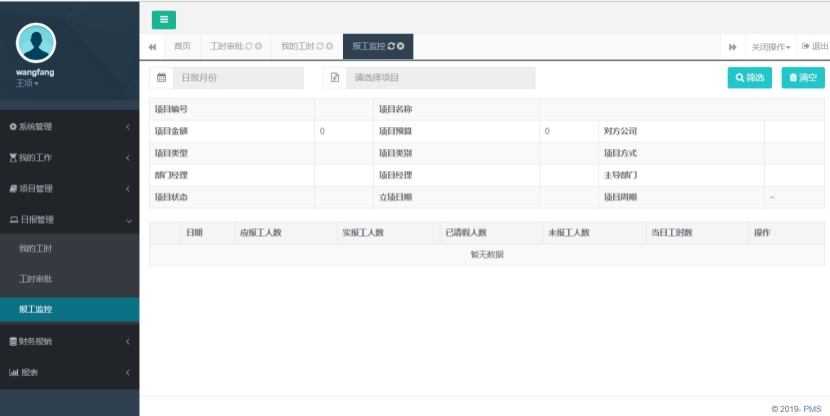 首页 工时审批 我的工时 报工监控 关闭操作 退出
wangfang
王项
日报月份 请选择项目 筛选 清空
系统管理
我的工作
项目管理
日报管理
我的工时
工时审批
报工监控
财务报销
报表
项目编号 项目名称
项目金额 0 项目预算 0 对方公司
项目类型 项目类别 项目方式
部门经理 项目经理 主导部门
项目状态 立项日期 项目周期 ~
日期 应报工人数 实报工人数 已请假人数 未报工人数 当日工时数 操作
暂无数据
© 2019- PMS